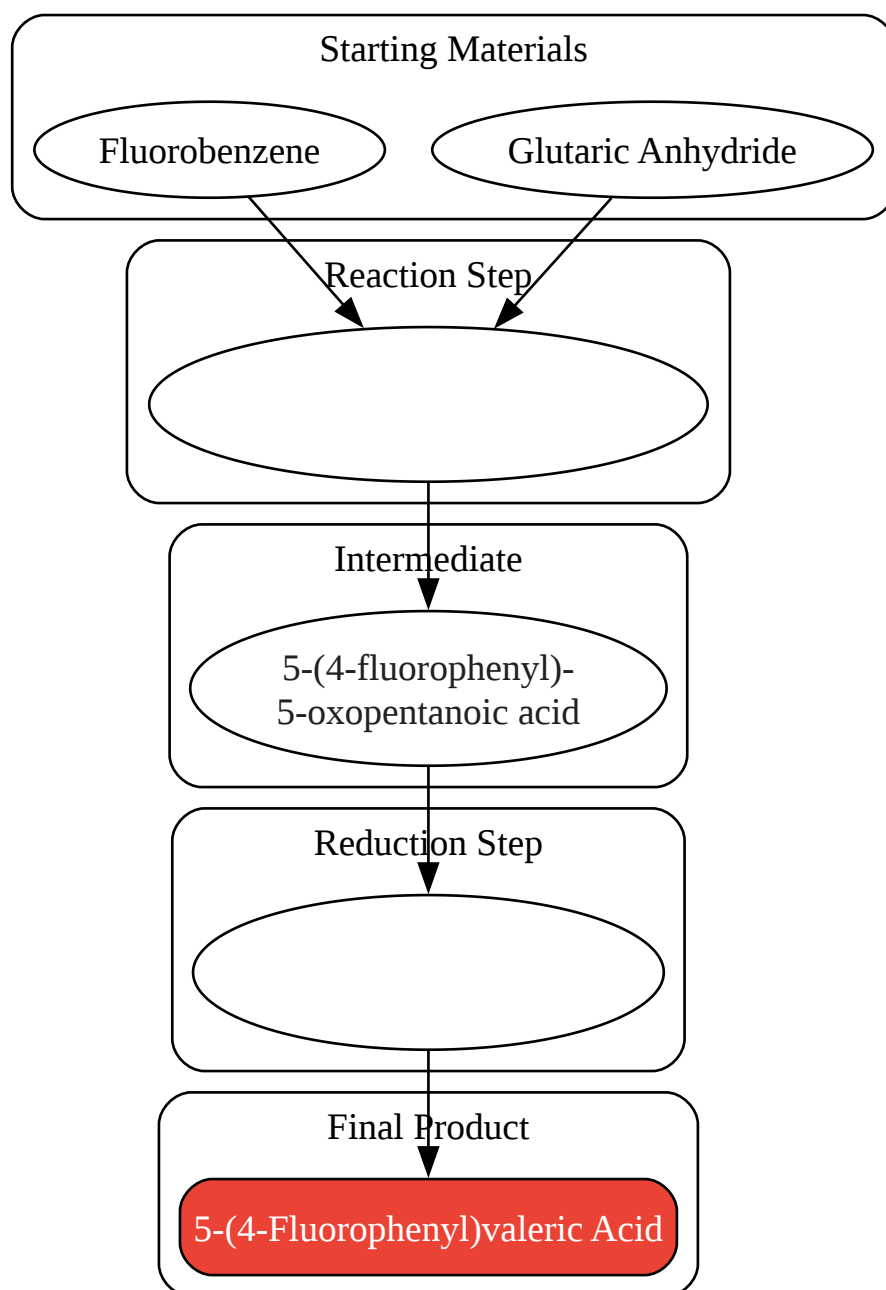 Starting Materials
Fluorobenzene
Glutaric Anhydride
Reaction Step
Intermediate
5-(4-fluorophenyl)-
5-oxopentanoic acid
Reduction Step
Final Product
5-(4-Fluorophenyl)valeric Acid